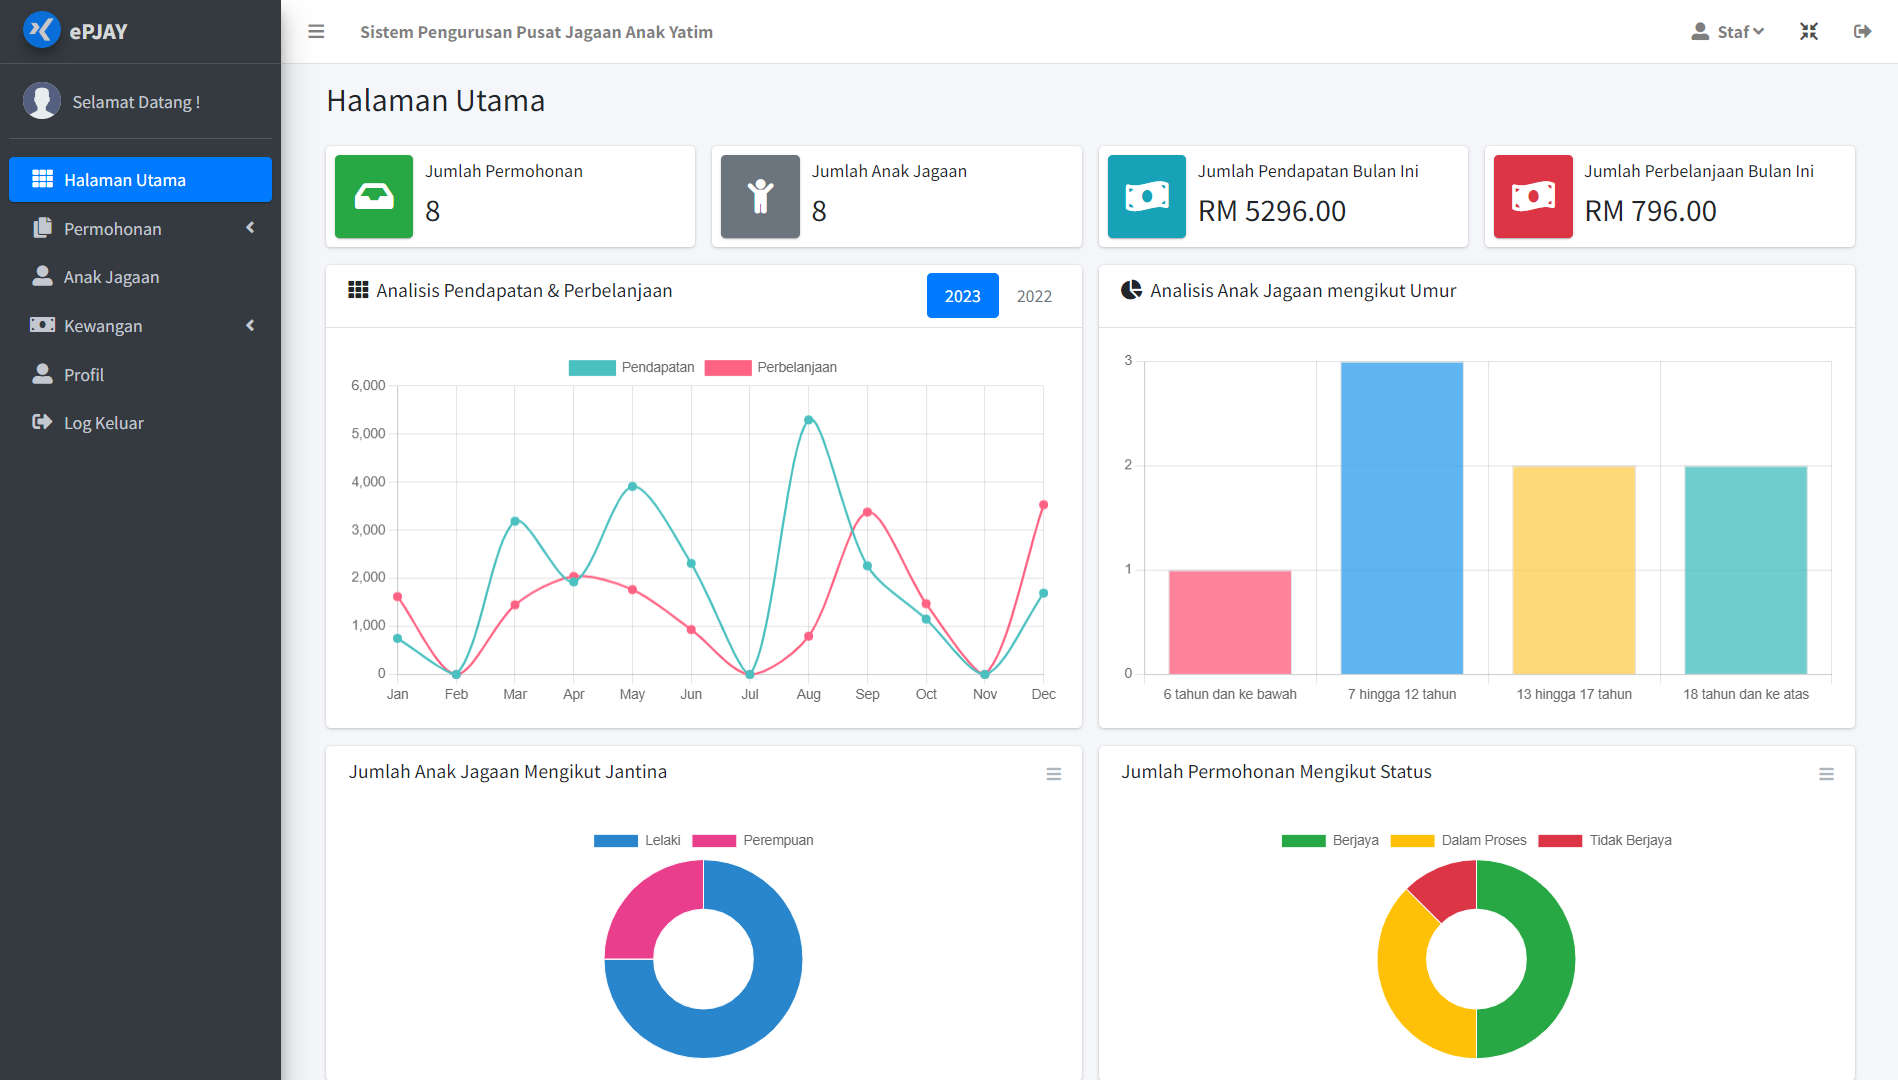 ePJAY
Sistem Pengurusan Pusat Jagaan Anak Yatim
Staf
Selamat Datang !
Halaman Utama
Permohonan
Anak Jagaan
Kewangan
Profil
Log Keluar
Halaman Utama
Jumlah Permohonan
8
Jumlah Anak Jagaan
8
Jumlah Pendapatan Bulan Ini
RM 5296.00
Jumlah Perbelanjaan Bulan Ini
RM 796.00
Analisis Pendapatan & Perbelanjaan
2023 2022
Pendapatan Perbelanjaan
6,000
5,000
4,000
3,000
2,000
1,000
0
Jan Feb Mar Apr May Jun Jul Aug Sep Oct Nov Dec
Analisis Anak Jagaan mengikut Umur
3
2
1
0
6 tahun dan ke bawah 7 hingga 12 tahun 13 hingga 17 tahun 18 tahun dan ke atas
Jumlah Anak Jagaan Mengikut Jantina
Lelaki Perempuan
Jumlah Permohonan Mengikut Status
Berjaya Dalam Proses Tidak Berjaya